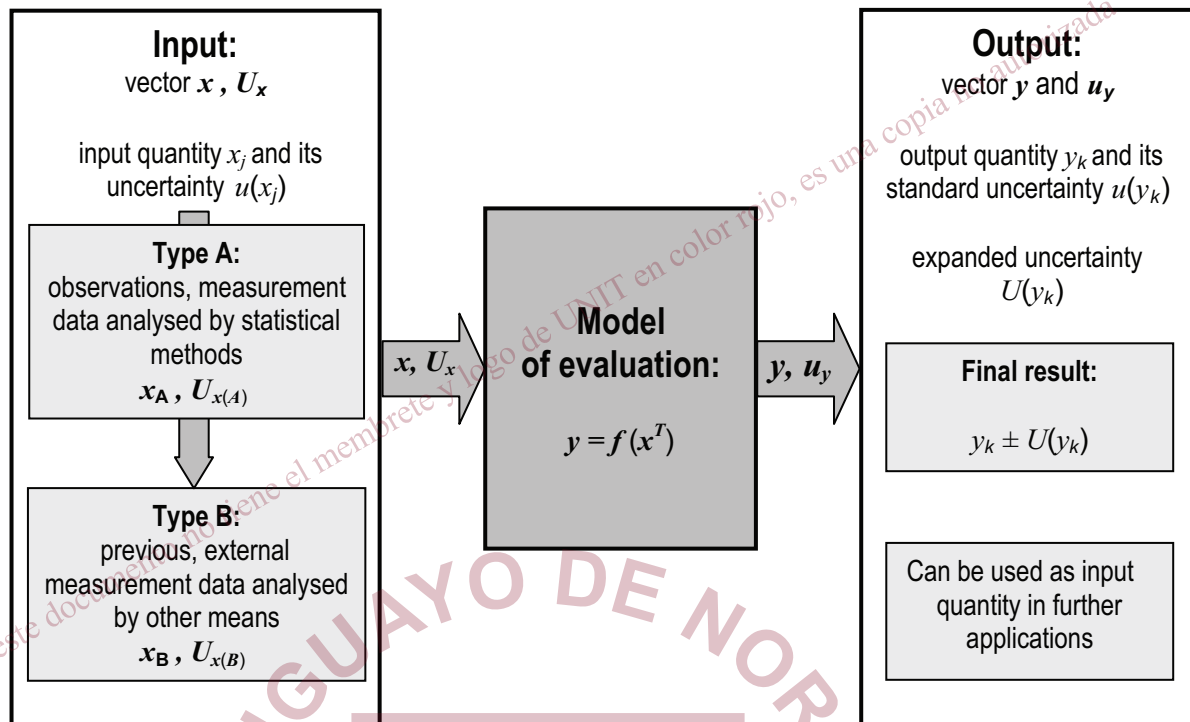 Input:
vector x , Ux
input quantity xj and its
uncertainty u(xj)
Type A:
observations, measurement
data analysed by statistical
methods
xA , Ux(A)
Type B:
previous, external
measurement data analysed
by other means
xB , Ux(B)
x, Ux
Model
of evaluation:
y = f (x^T)
y, uy
Output:
vector y and uy
output quantity yk and its
standard uncertainty u(yk)
expanded uncertainty
U(yk)
Final result:
yk ± U(yk)
Can be used as input
quantity in further
applications
este documento no tiene el membrete y logo de UNIT en color rojo, es una copia no autorizada
GUAYO DE NOR